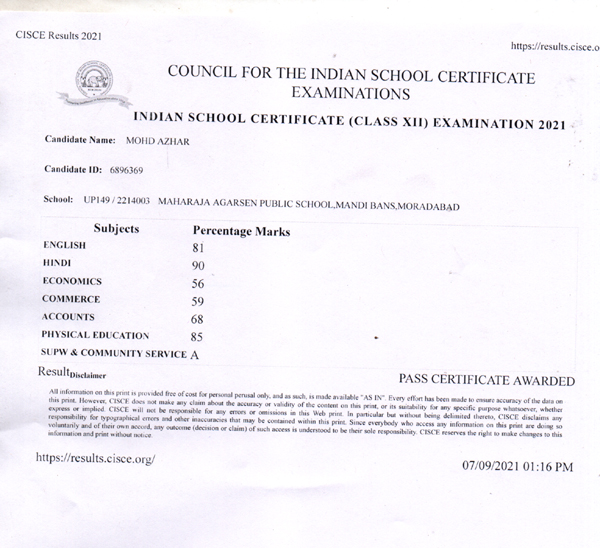 CISCE Results 2021
https://results.cisce.o
COUNCIL FOR THE INDIAN SCHOOL CERTIFICATE
EXAMINATIONS
INDIAN SCHOOL CERTIFICATE (CLASS XII) EXAMINATION 2021
Candidate Name: MOHD AZHAR
Candidate ID: 6896369
School: UP149 / 2214003 MAHARAJA AGARSEN PUBLIC SCHOOL,MANDI BANS,MORADABAD
Subjects Percentage Marks
ENGLISH 81
HINDI 90
ECONOMICS 56
COMMERCE 59
ACCOUNTS 68
PHYSICAL EDUCATION 85
SUPW & COMMUNITY SERVICE A
ResultDisclaimer
PASS CERTIFICATE AWARDED
All information on this print is provided free of cost for personal perusal only, and as such, is made available "AS IN". Every effort has been made to ensure accuracy of the data on
this print. However, CISCE does not make any claim about the accuracy or validity of the content on this print, or its suitability for any specific purpose whatsoever, whether
express or implied. CISCE will not be responsible for any errors or omissions in this Web print. In particular but without being delimited thereto, CISCE disclaims any
responsibility for typographical errors and other inaccuracies that may be contained within this print. Since everybody who access any information on this print are doing so
voluntarily and of their own accord, any outcome (decision or claim) of such access is understood to be their sole responsibility. CISCE reserves the right to make changes to this
information and print without notice.
https://results.cisce.org/
07/09/2021 01:16 PM